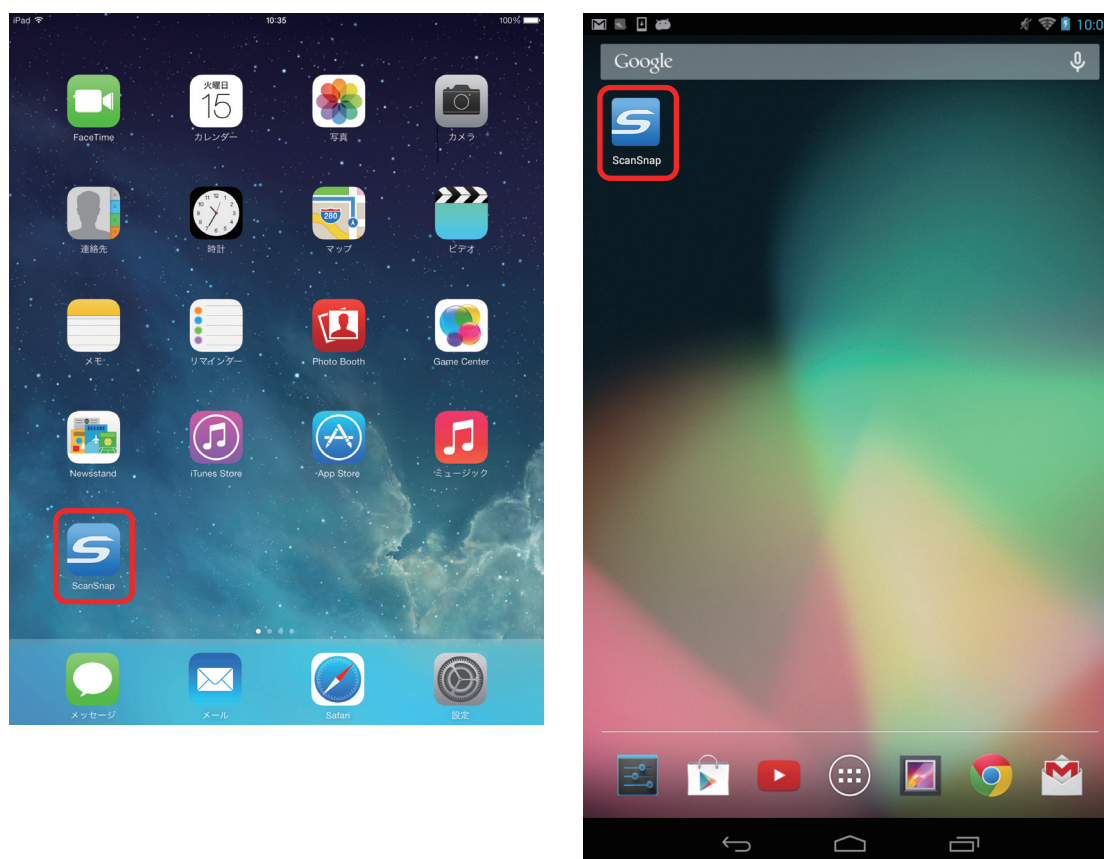 iPad 10:35 100%
FaceTime
火曜日
15
カレンダー
写真
カメラ
連絡先
時計
280
マップ
ビデオ
メモ
リマインダー
Photo Booth
Game Center
Newsstand
iTunes Store
App Store
ミュージック
ScanSnap
メッセージ
メール
Safari
設定
10:0
Google
ScanSnap